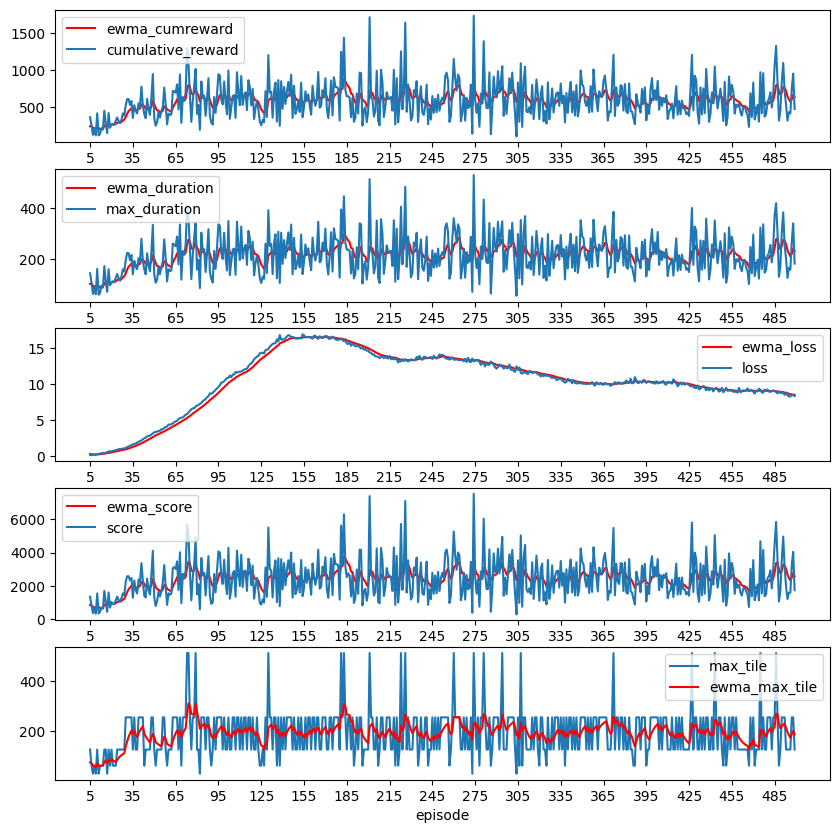 ewma_cumreward
cumulative_reward
1500
1000
500
5 35 65 95 125 155 185 215 245 275 305 335 365 395 425 455 485
ewma_duration
max_duration
400
200
5 35 65 95 125 155 185 215 245 275 305 335 365 395 425 455 485
ewma_loss
loss
15
10
5
0
5 35 65 95 125 155 185 215 245 275 305 335 365 395 425 455 485
ewma_score
score
6000
4000
2000
0
5 35 65 95 125 155 185 215 245 275 305 335 365 395 425 455 485
max_tile
ewma_max_tile
400
200
5 35 65 95 125 155 185 215 245 275 305 335 365 395 425 455 485
episode